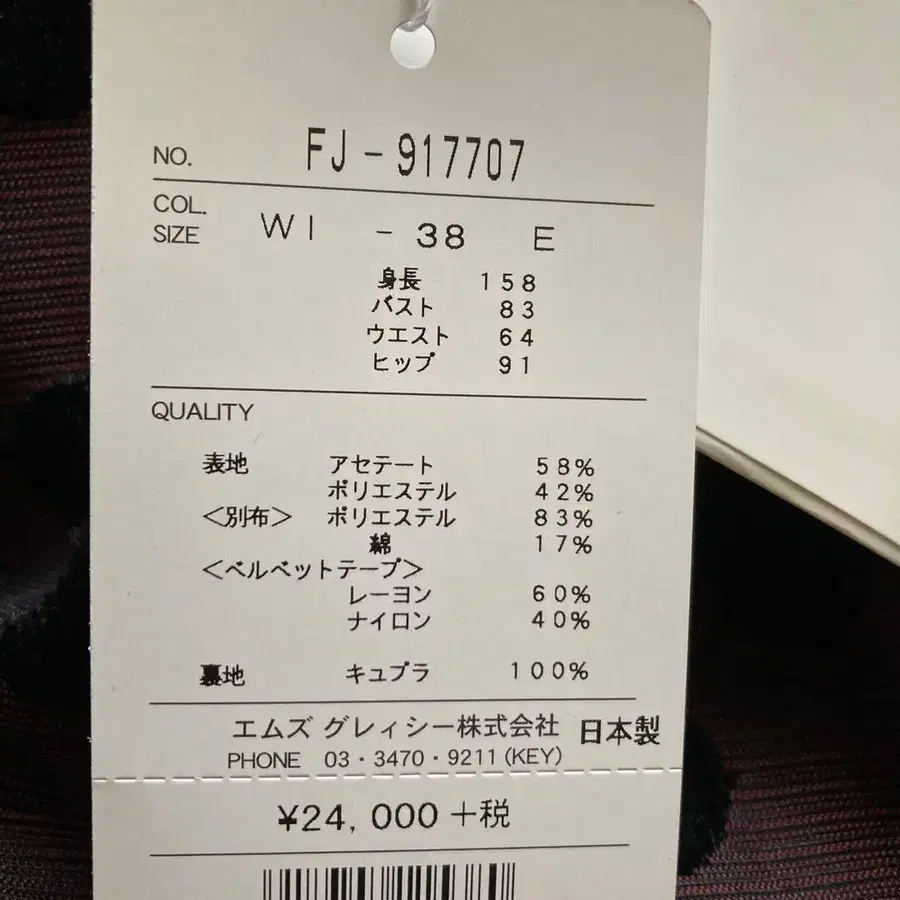 NO. FJ-917707
COL.
SIZE WI -38 E
身長 158
バスト 83
ウエスト 64
ヒップ 91
QUALITY
表地 アセテート 58%
ポリエステル 42%
<別布> ポリエステル 83%
綿 17%
<ベルベットテープ>
レーヨン 60%
ナイロン 40%
裏地 キュプラ 100%
エムズ グレィシー株式会社 日本製
PHONE 03・3470・9211(KEY)
¥24,000+税